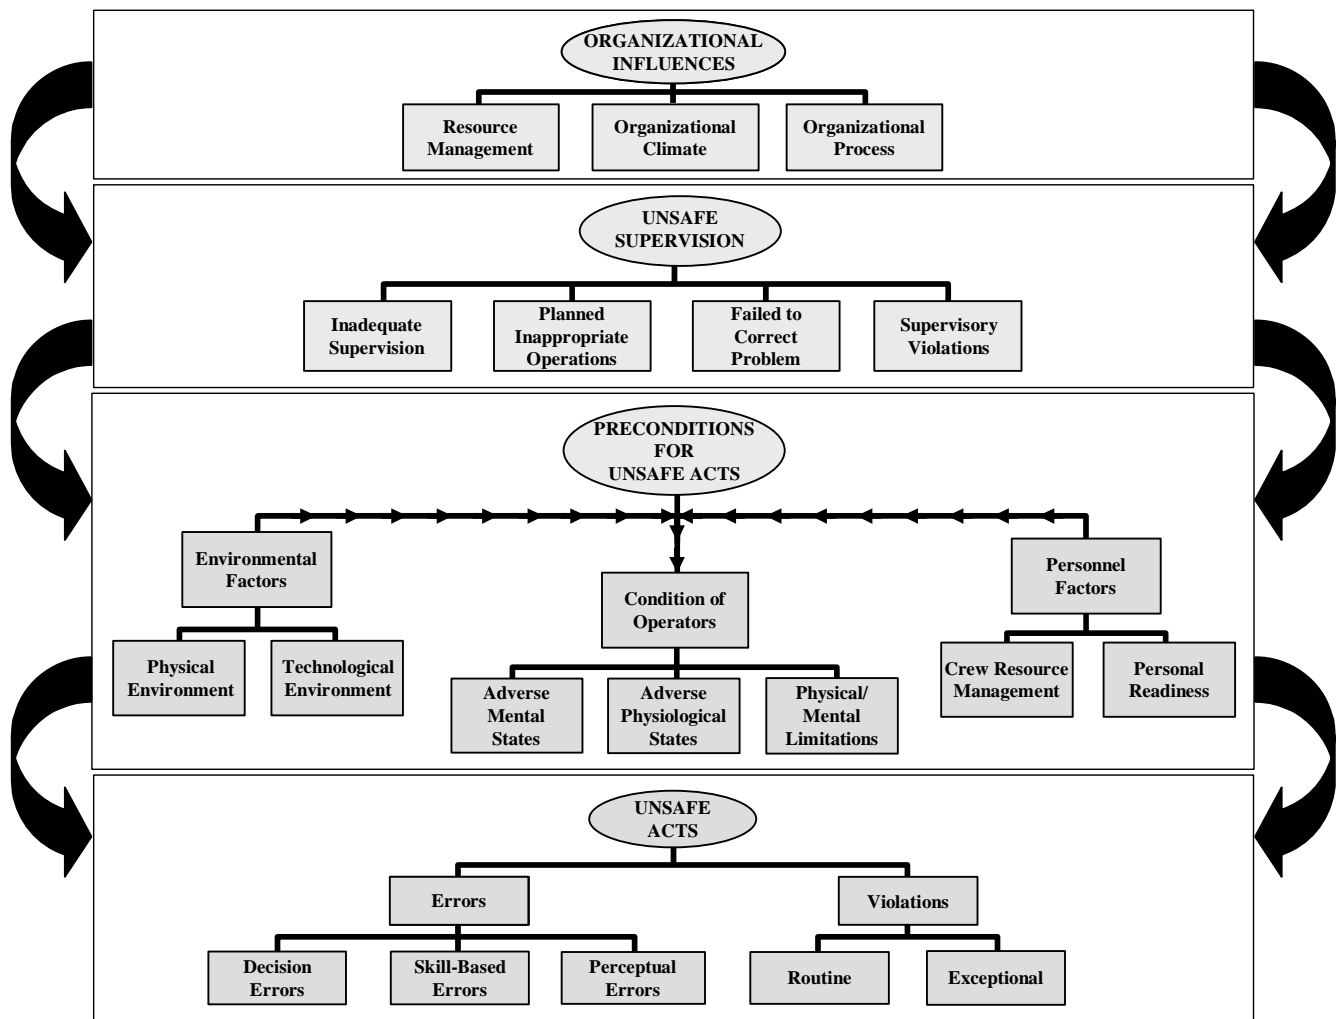 ORGANIZATIONAL
INFLUENCES
Resource
Management
Organizational
Climate
Organizational
Process
UNSAFE
SUPERVISION
Inadequate
Supervision
Planned
Inappropriate
Operations
Failed to
Correct
Problem
Supervisory
Violations
PRECONDITIONS
FOR
UNSAFE ACTS
Environmental
Factors
Condition of
Operators
Personnel
Factors
Physical
Environment
Technological
Environment
Adverse
Mental
States
Adverse
Physiological
States
Physical/
Mental
Limitations
Crew Resource
Management
Personal
Readiness
UNSAFE
ACTS
Errors
Violations
Decision
Errors
Skill-Based
Errors
Perceptual
Errors
Routine
Exceptional